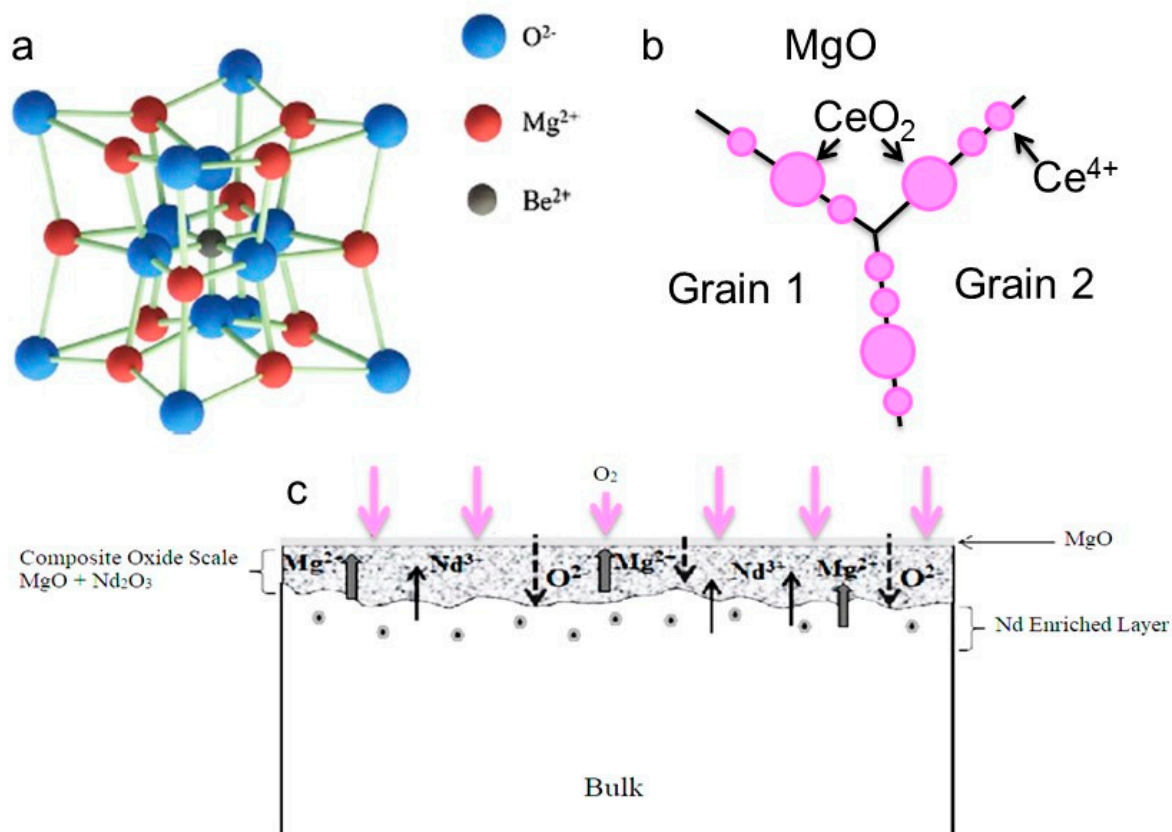 a
O²⁻
Mg²⁺
Be²⁺
b
MgO
CeO₂
Ce⁴⁺
Grain 1
Grain 2
c
O₂
Composite Oxide Scale
MgO + Nd₂O₃
Mg²⁺
Nd³⁺
O²
Mg²⁺
Nd³⁺
Mg²⁺
O²
MgO
Nd Enriched Layer
Bulk